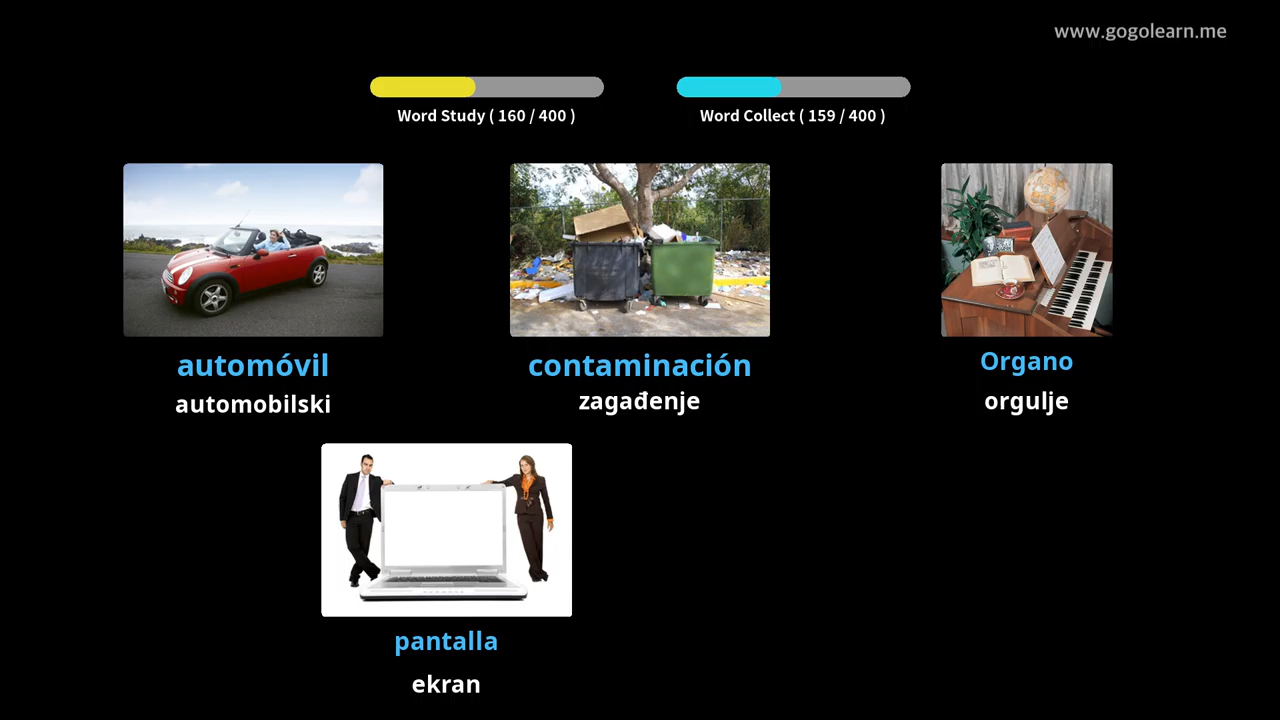 www.gogolearn.me
Word Study ( 160 / 400 )
Word Collect ( 159 / 400 )
automóvil
automobilski
contaminación
zagađenje
Organo
orgulje
pantalla
ekran